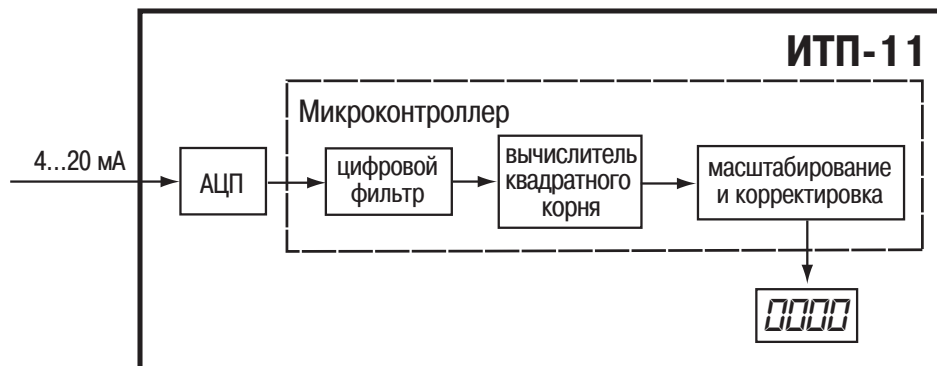 ИТП-11
Микроконтроллер
4...20 мА
АЦП
цифровой
фильтр
вычислитель
квадратного
корня
масштабирование
и корректировка
0000